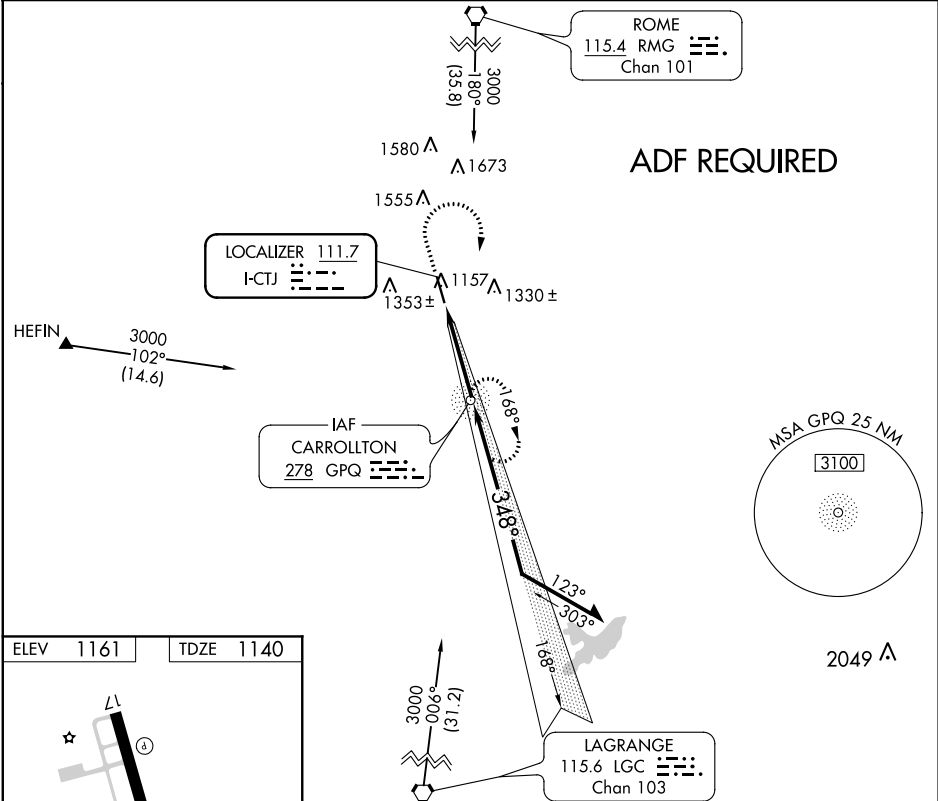 ROME
115.4 RMG
Chan 101
3000
180°
(35.8)
ADF REQUIRED
1580
1673
1555
LOCALIZER 111.7
I-CTJ
1157
1353 ±
1330 ±
HEFIN
3000
102°
(14.6)
168°
IAF
CARROLLTON
278 GPQ
MSA GPQ 25 NM
3100
348°
123°
303°
168°
2049
ELEV 1161
TDZE 1140
17
P
3000
006°
(31.2)
LAGRANGE
115.6 LGC
Chan 103